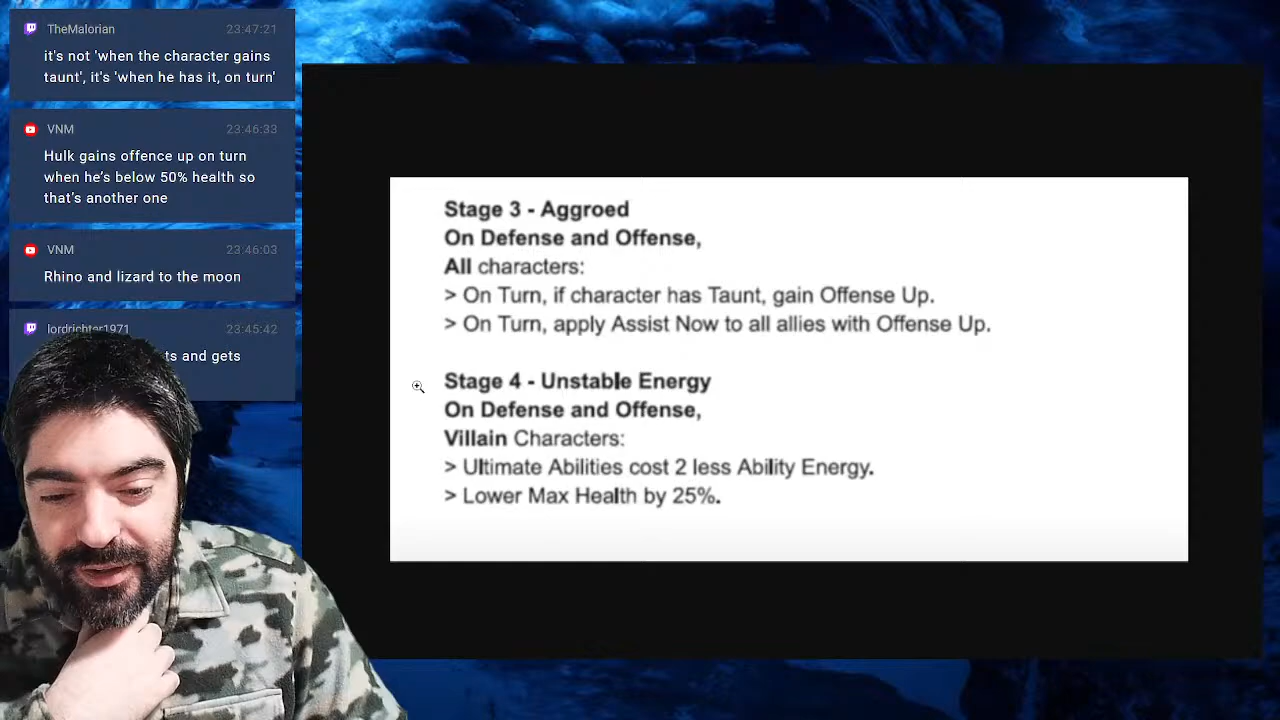 TheMalorian 23:47:21
it's not 'when the character gains
taunt', it's 'when he has it, on turn'
VNM 23:46:33
Hulk gains offence up on turn
when he's below 50% health so
that's another one
VNM 23:46:03
Rhino and lizard to the moon
lordrichter1971 23:45:42
ts and gets
Stage 3 - Aggroed
On Defense and Offense,
All characters:
> On Turn, if character has Taunt, gain Offense Up.
> On Turn, apply Assist Now to all allies with Offense Up.
Stage 4 - Unstable Energy
On Defense and Offense,
Villain Characters:
> Ultimate Abilities cost 2 less Ability Energy.
> Lower Max Health by 25%.